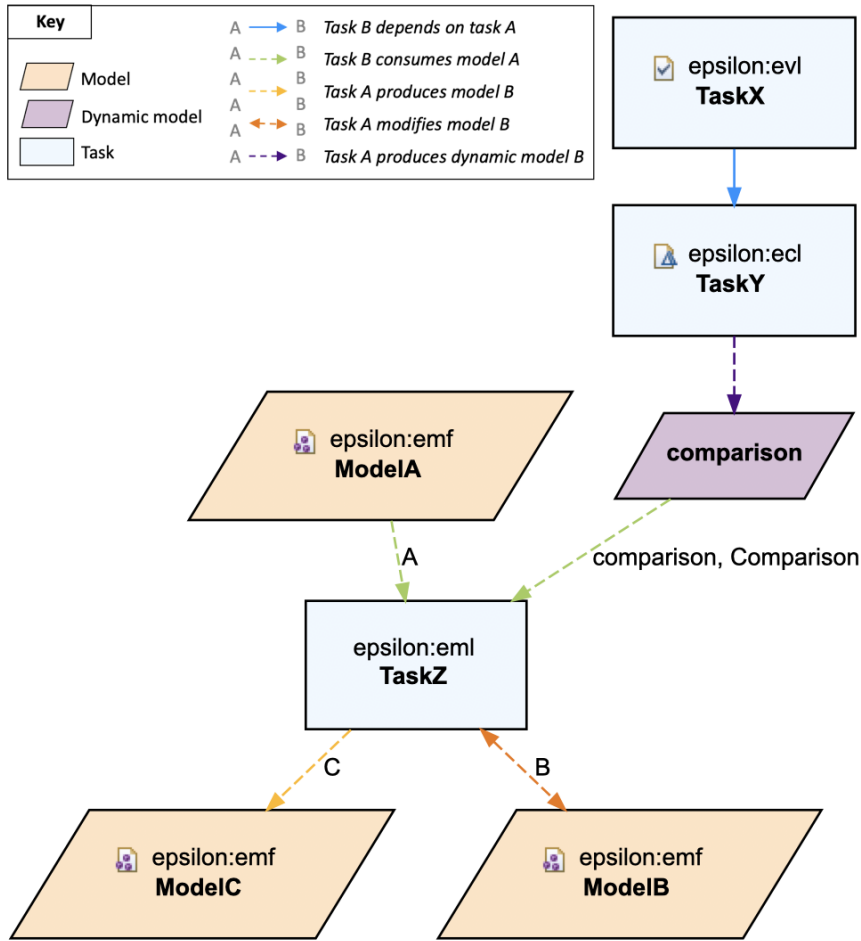 Key
Model
Dynamic model
Task
A B Task B depends on task A
A B Task B consumes model A
A B Task A produces model B
A B Task A modifies model B
A B Task A produces dynamic model B
epsilon:evl
TaskX
epsilon:ecl
TaskY
epsilon:emf
ModelA
comparison
A
comparison, Comparison
epsilon:eml
TaskZ
C
B
epsilon:emf
ModelC
epsilon:emf
ModelB